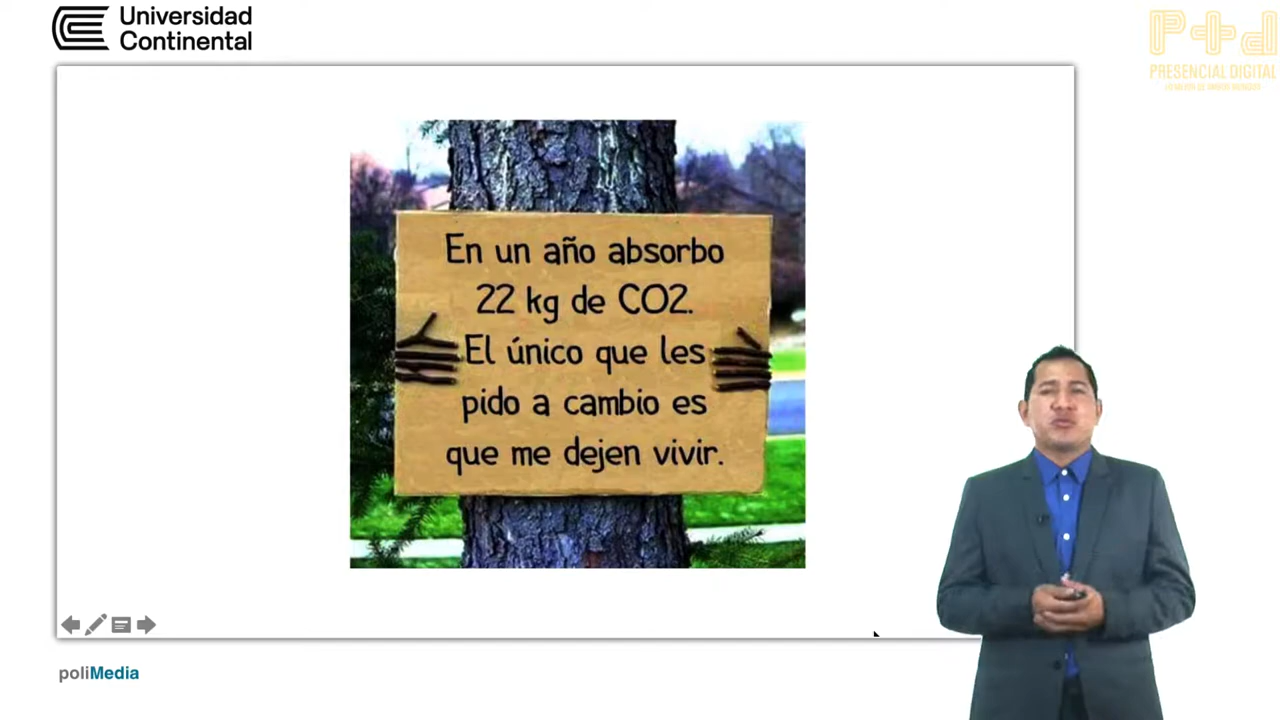 Universidad
Continental
P+d
PRESENCIAL DIGITAL
En un año absorbo
22 kg de CO2.
El único que les
pido a cambio es
que me dejen vivir.
poliMedia